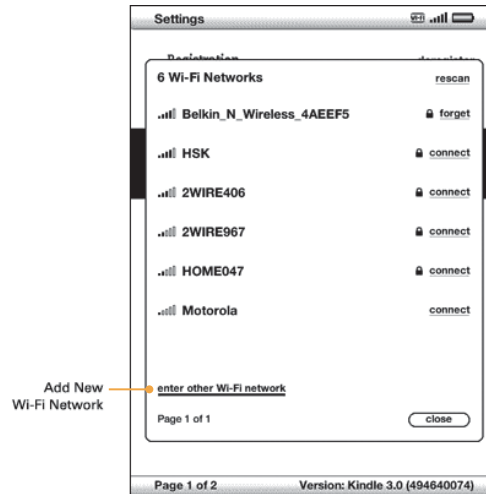 Settings
Registration deregister
6 Wi-Fi Networks rescan
Belkin_N_Wireless_4AEEF5 forget
HSK connect
2WIRE406 connect
2WIRE967 connect
HOME047 connect
Motorola connect
Add New
Wi-Fi Network
enter other Wi-Fi network
Page 1 of 1 close
Page 1 of 2 Version: Kindle 3.0 (494640074)